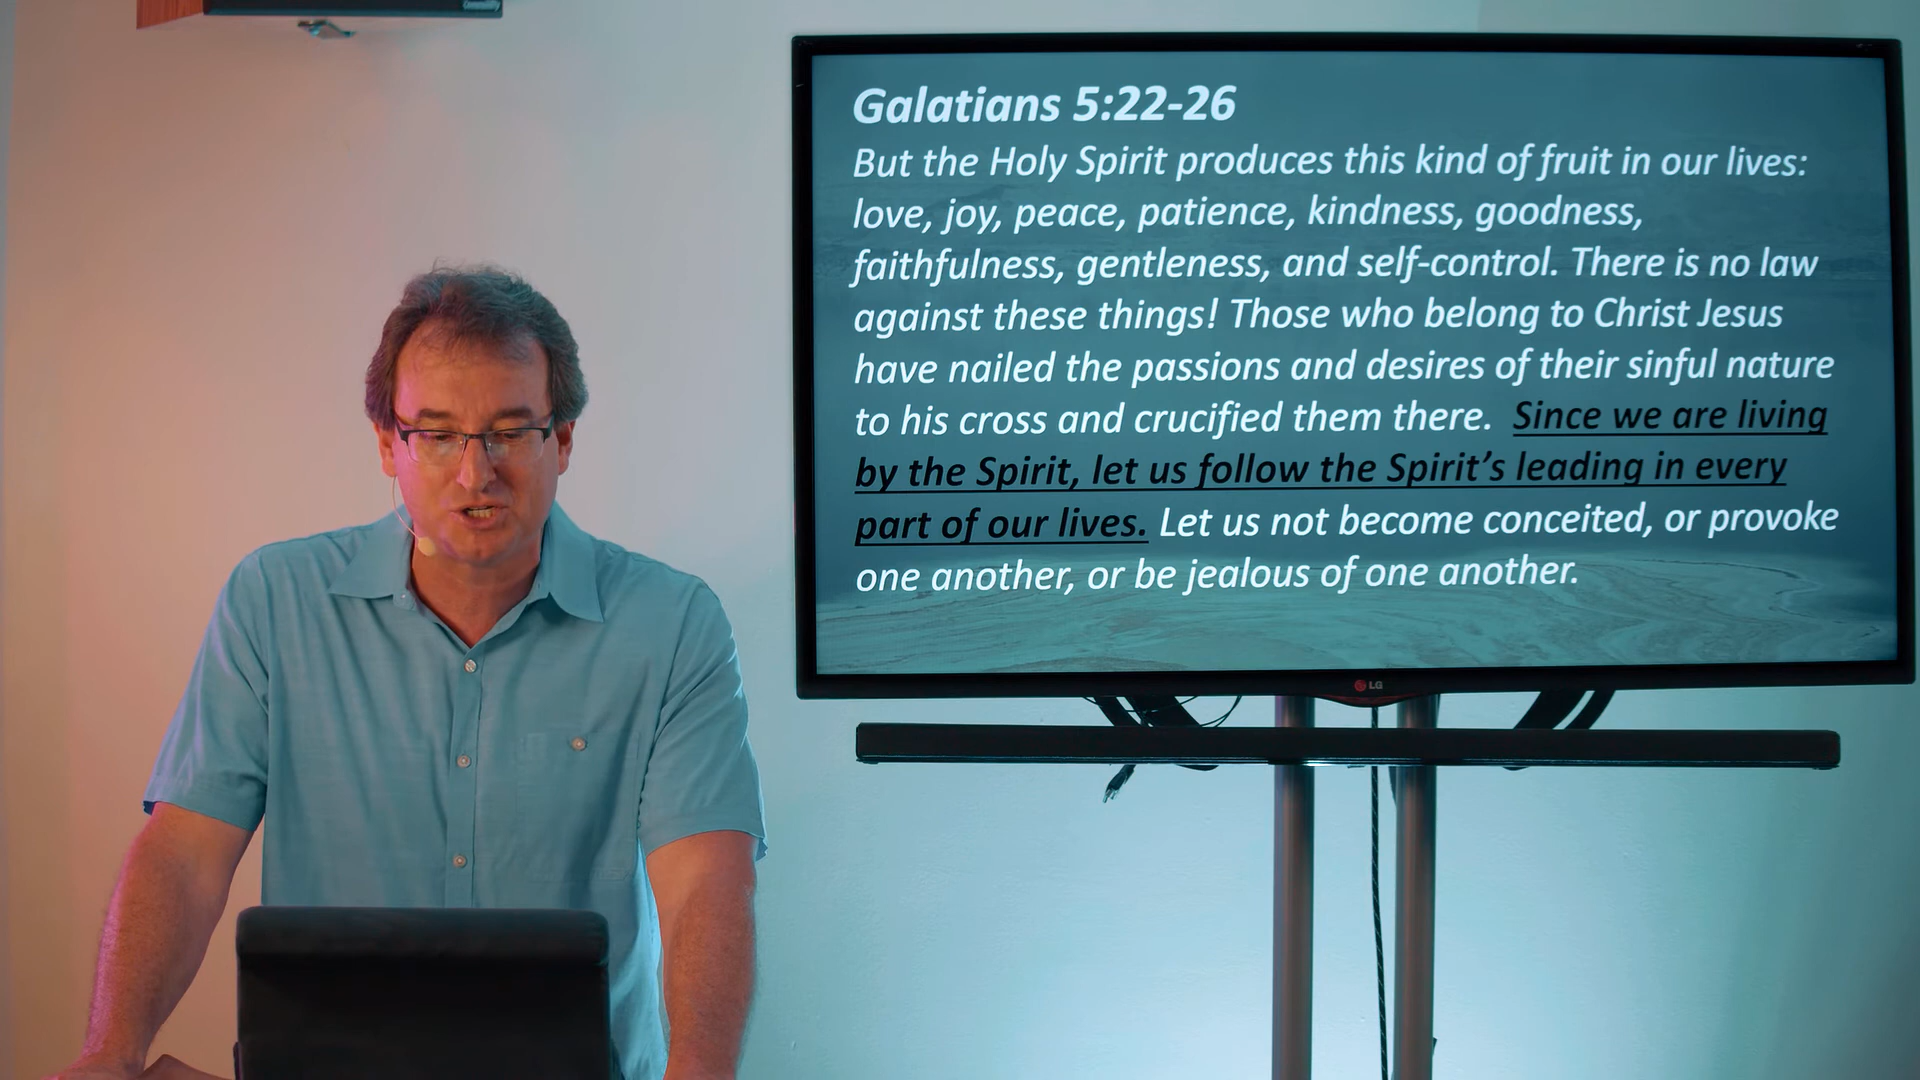 Community
Galatians 5:22-26
But the Holy Spirit produces this kind of fruit in our lives:
love, joy, peace, patience, kindness, goodness,
faithfulness, gentleness, and self-control. There is no law
against these things! Those who belong to Christ Jesus
have nailed the passions and desires of their sinful nature
to his cross and crucified them there. Since we are living
by the Spirit, let us follow the Spirit’s leading in every
part of our lives. Let us not become conceited, or provoke
one another, or be jealous of one another.
LG